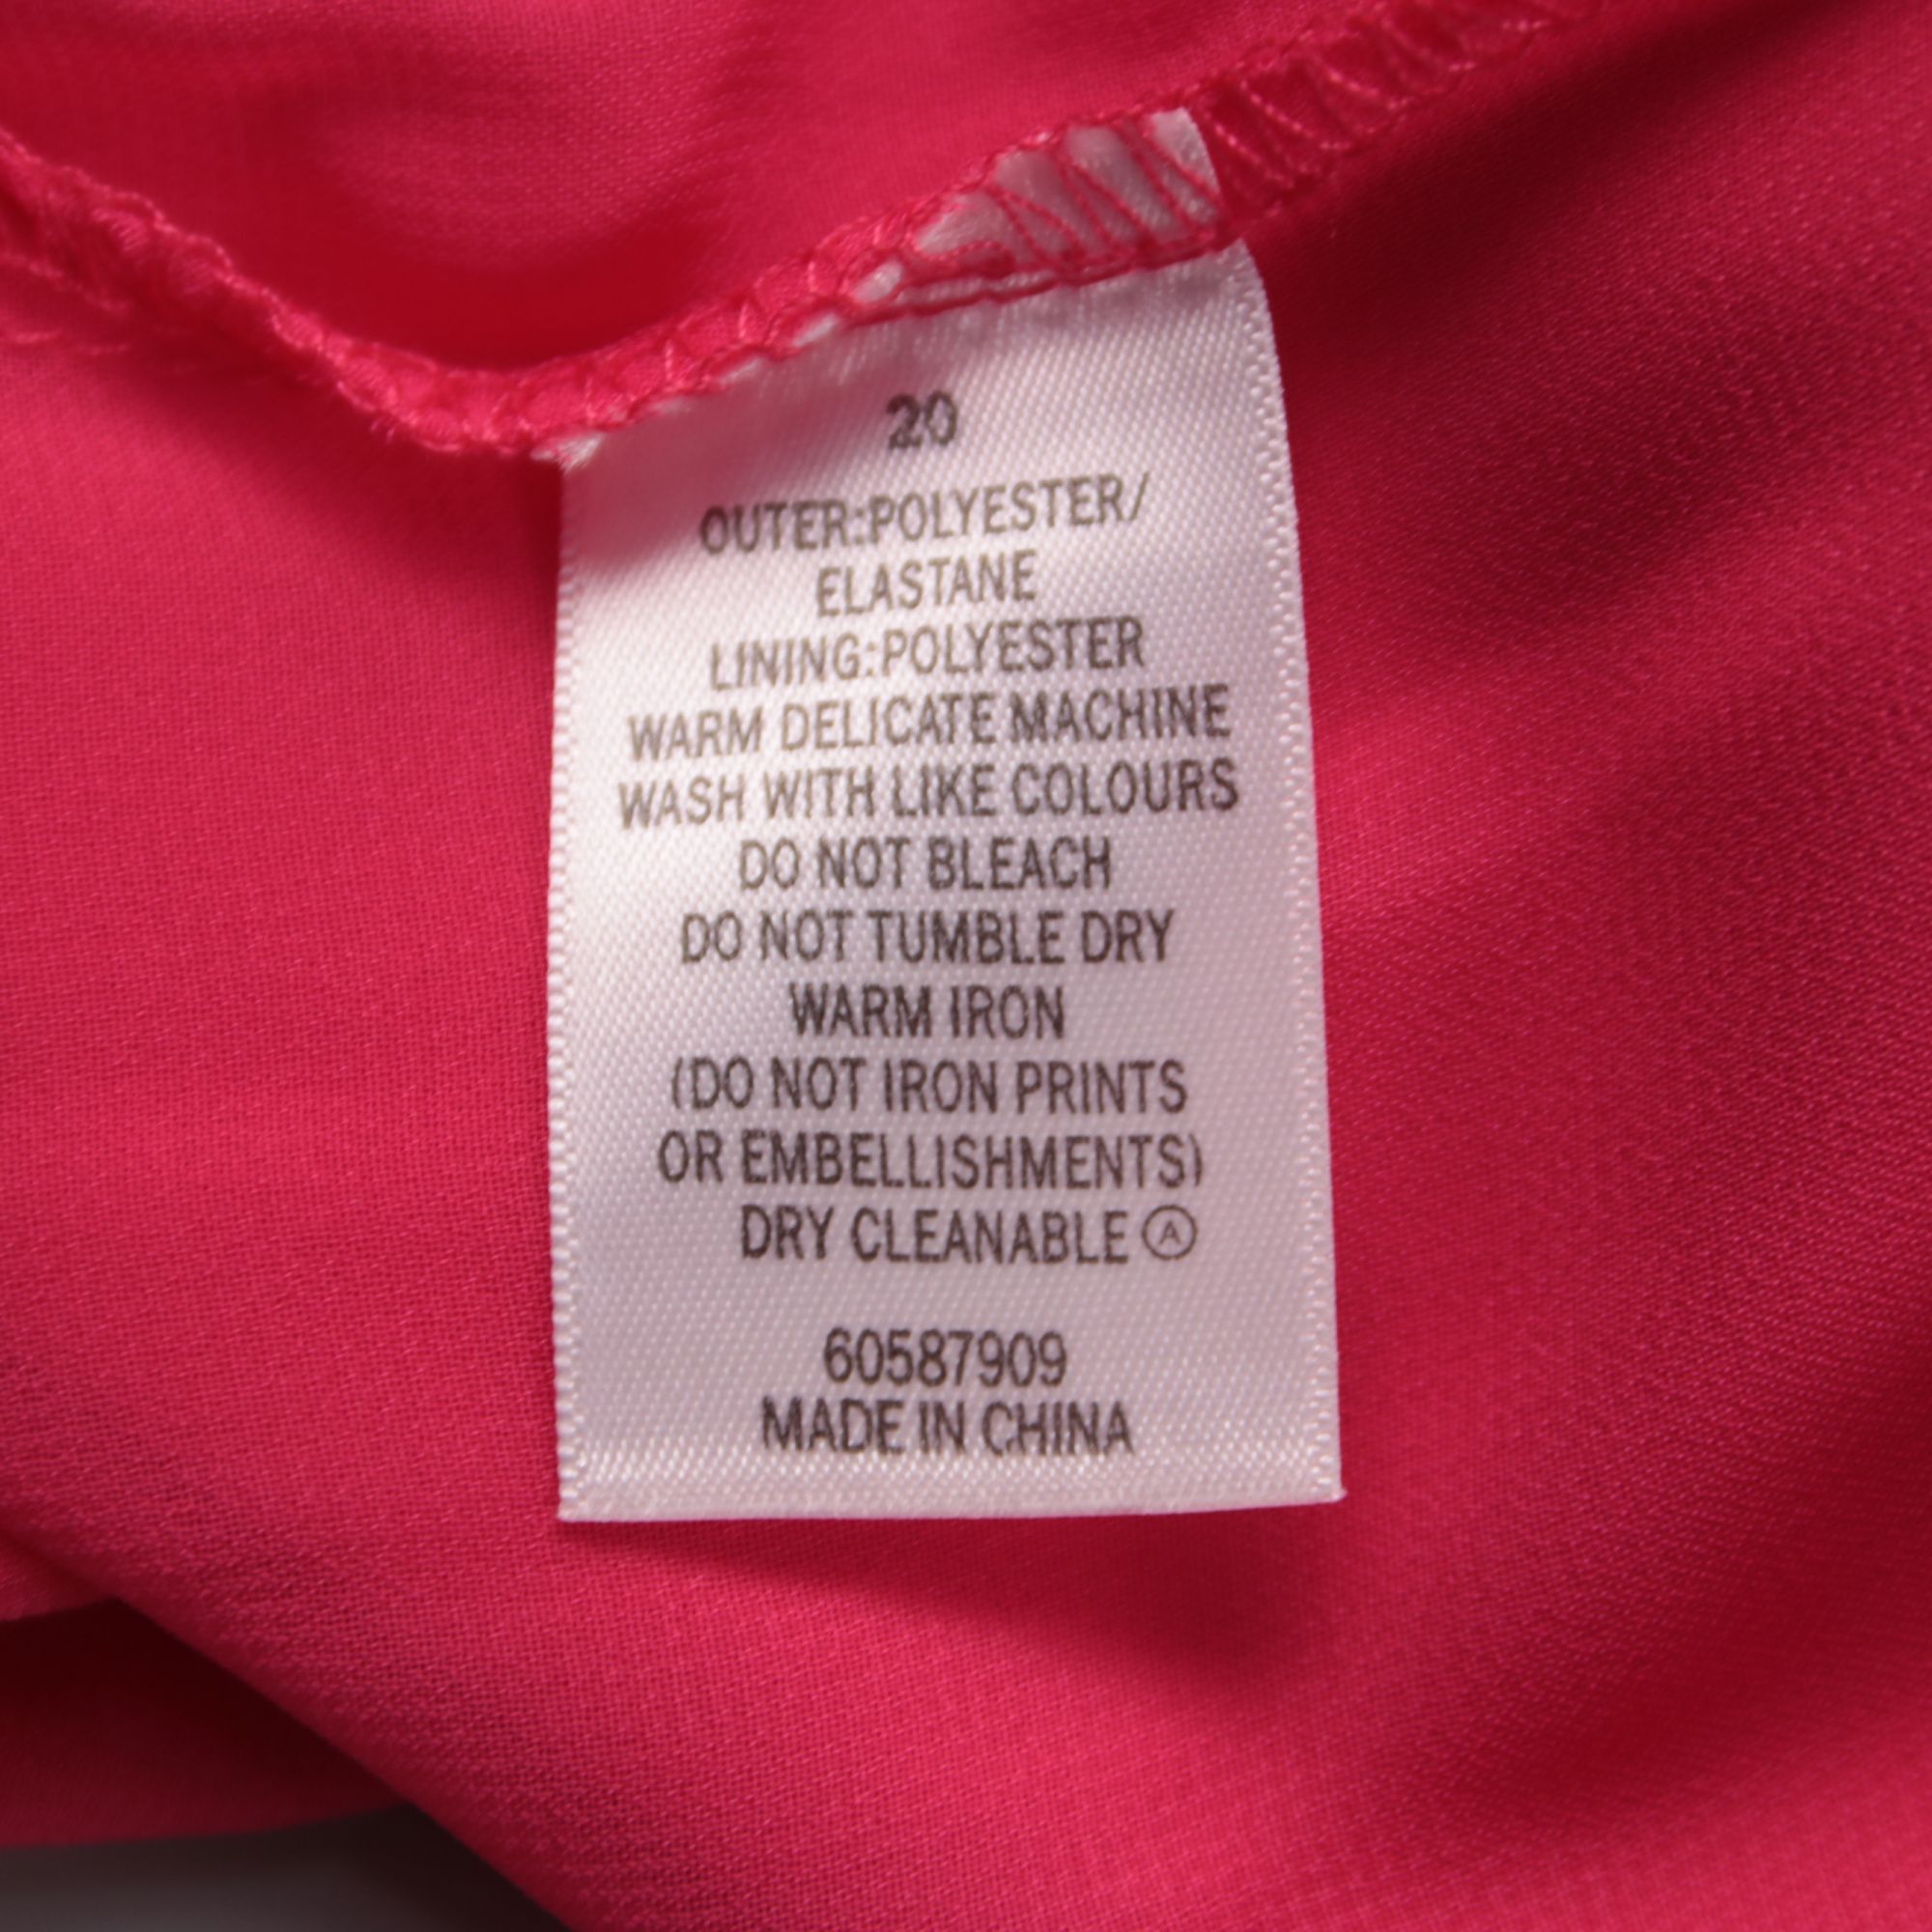 20
OUTER:POLYESTER/
ELASTANE
LINING:POLYESTER
WARM DELICATE MACHINE
WASH WITH LIKE COLOURS
DO NOT BLEACH
DO NOT TUMBLE DRY
WARM IRON
(DO NOT IRON PRINTS
OR EMBELLISHMENTS)
DRY CLEANABLE Ⓐ
60587909
MADE IN CHINA